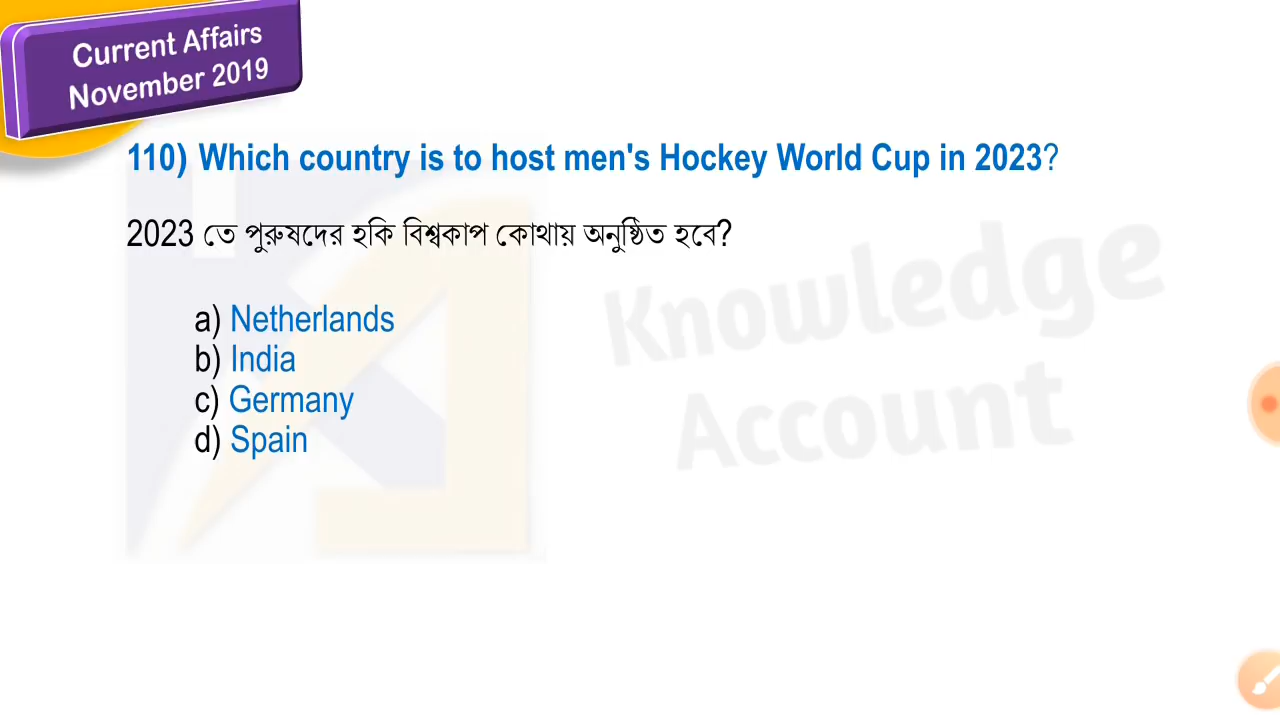 Current Affairs
November 2019
110) Which country is to host men's Hockey World Cup in 2023?
2023 তে পুরুষদের হকি বিশ্বকাপ কোথায় অনুষ্ঠিত হবে?
a) Netherlands
b) India
c) Germany
d) Spain
Knowledge
Account